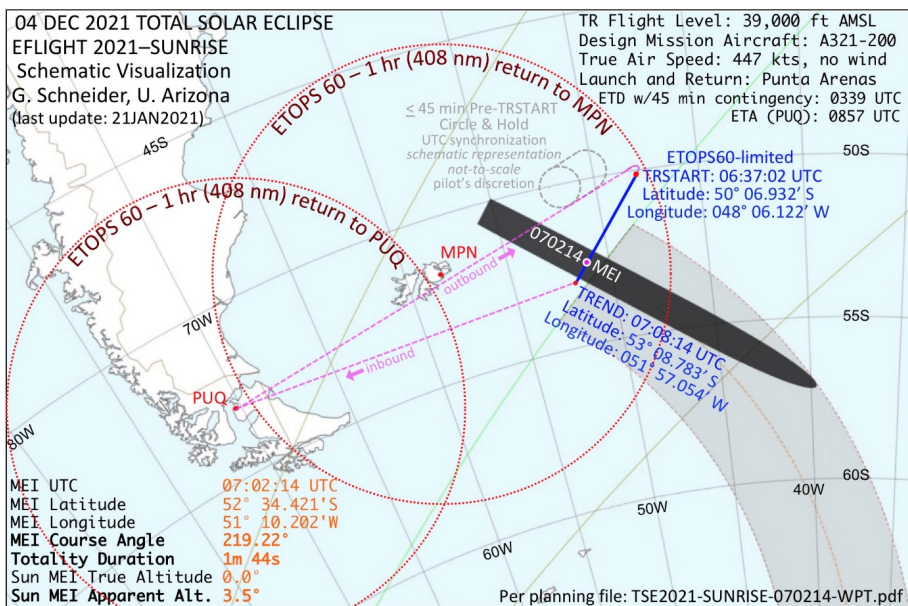 04 DEC 2021 TOTAL SOLAR ECLIPSE
EFLIGHT 2021–SUNRISE
Schematic Visualization
G. Schneider, U. Arizona
(last update: 21JAN2021)
TR Flight Level: 39,000 ft AMSL
Design Mission Aircraft: A321-200
True Air Speed: 447 kts, no wind
Launch and Return: Punta Arenas
ETD w/45 min contingency: 0339 UTC
ETA (PUQ): 0857 UTC
ETOPS 60 – 1 hr (408 nm) return to MPN
≤ 45 min Pre-TRSTART
Circle & Hold
UTC synchronization
schematic representation
not-to-scale
pilot's discretion
45S
50S
ETOPS60-limited
TRSTART: 06:37:02 UTC
Latitude: 50° 06.932’ S
Longitude: 048° 06.122’ W
ETOPS 60 – 1 hr (408 nm) return to PUQ
MPN
outbound
070214
MEI
TREND: 07:08:14 UTC
Latitude: 53° 08.783’ S
Longitude: 051° 57.054’ W
70W
55S
inbound
PUQ
80W
60S
40W
50W
60W
MEI UTC 07:02:14 UTC
MEI Latitude 52° 34.421'S
MEI Longitude 51° 10.202'W
MEI Course Angle 219.22°
Totality Duration 1m 44s
Sun MEI True Altitude 0.0°
Sun MEI Apparent Alt. 3.5°
Per planning file: TSE2021-SUNRISE-070214-WPT.pdf